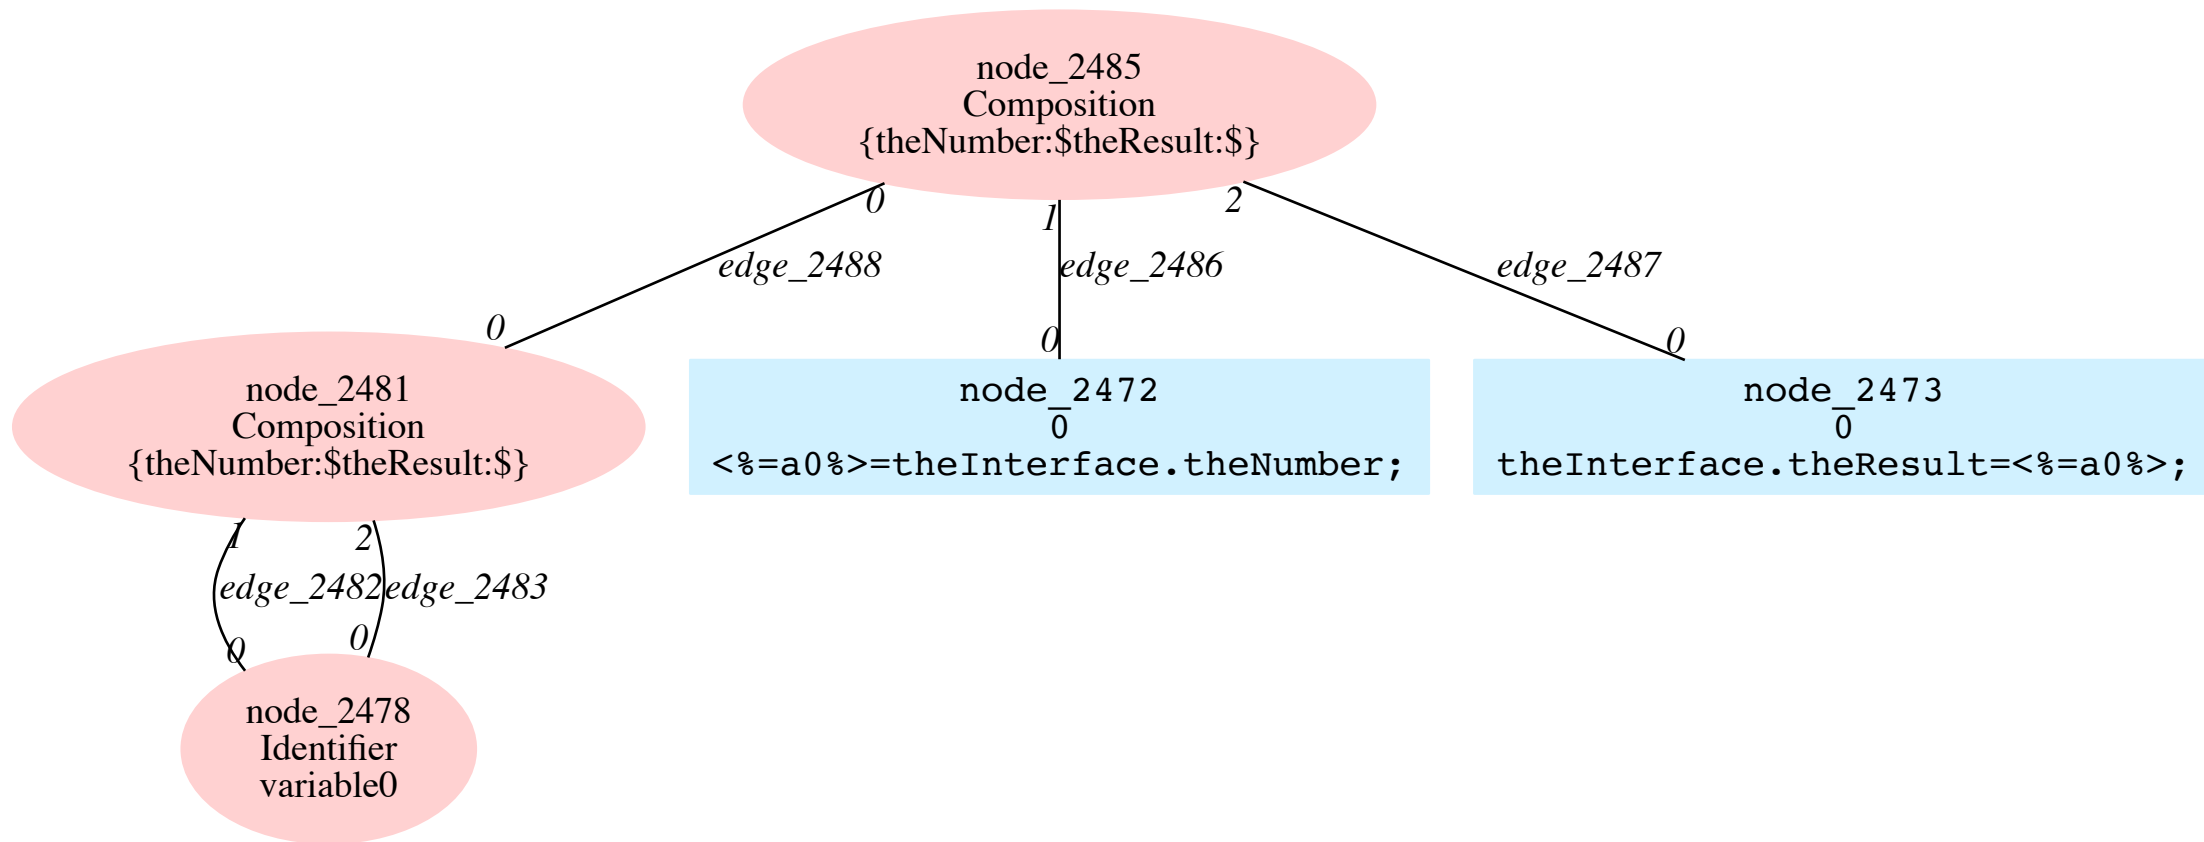 node_2485
Composition
{theNumber:$theResult:$}
0
1
2
edge_2488
edge_2486
edge_2487
0
0
0
node_2481
Composition
{theNumber:$theResult:$}
node_2472
0
<%=a0%>=theInterface.theNumber;
node_2473
0
theInterface.theResult=<%=a0%>;
1
2
edge_2482
edge_2483
0
0
node_2478
Identifier
variable0